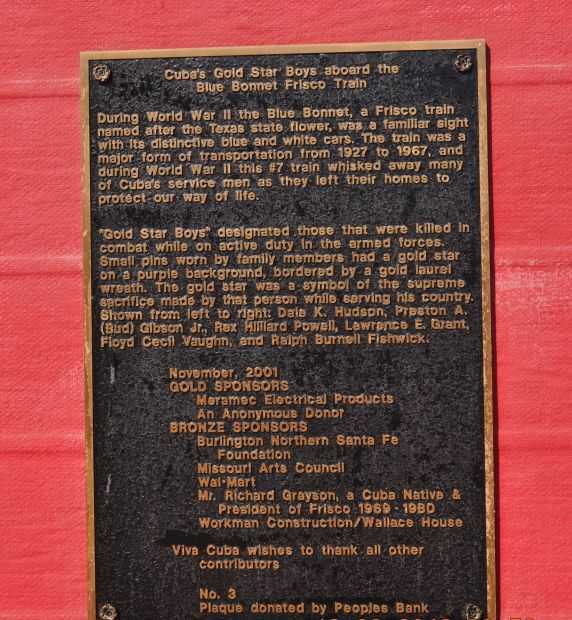 Cuba's Gold Star Boys aboard the
Blue Bonnet Frisco Train
During World War II the Blue Bonnet, a Frisco train
named after the Texas state flower, was a familiar sight
with its distinctive blue and white cars. The train was a
major form of transportation from 1927 to 1967, and
during World War II this #7 train whisked away many
of Cuba's service men as they left their homes to
protect our way of life.
"Gold Star Boys" designated those that were killed in
combat while on active duty in the armed forces.
Small pins worn by family members had a gold star
on a purple background, bordered by a gold laurel
wreath. The gold star was a symbol of the supreme
sacrifice made by that person while serving his country.
Shown from left to right: Dale K. Hudson, Preston A.
(Bud) Gibson Jr., Rex Hilliard Powell, Lawrence E. Grant,
Floyd Cecil Vaughn, and Ralph Burnell Fishwick.
November, 2001
GOLD SPONSORS
Meramec Electrical Products
An Anonymous Donor
BRONZE SPONSORS
Burlington Northern Santa Fe
Foundation
Missouri Arts Council
Wal-Mart
Mr. Richard Grayson, a Cuba Native &
President of Frisco 1969 - 1980
Workman Construction/Wallace House
Viva Cuba wishes to thank all other
contributors
No. 3
Plaque donated by Peoples Bank